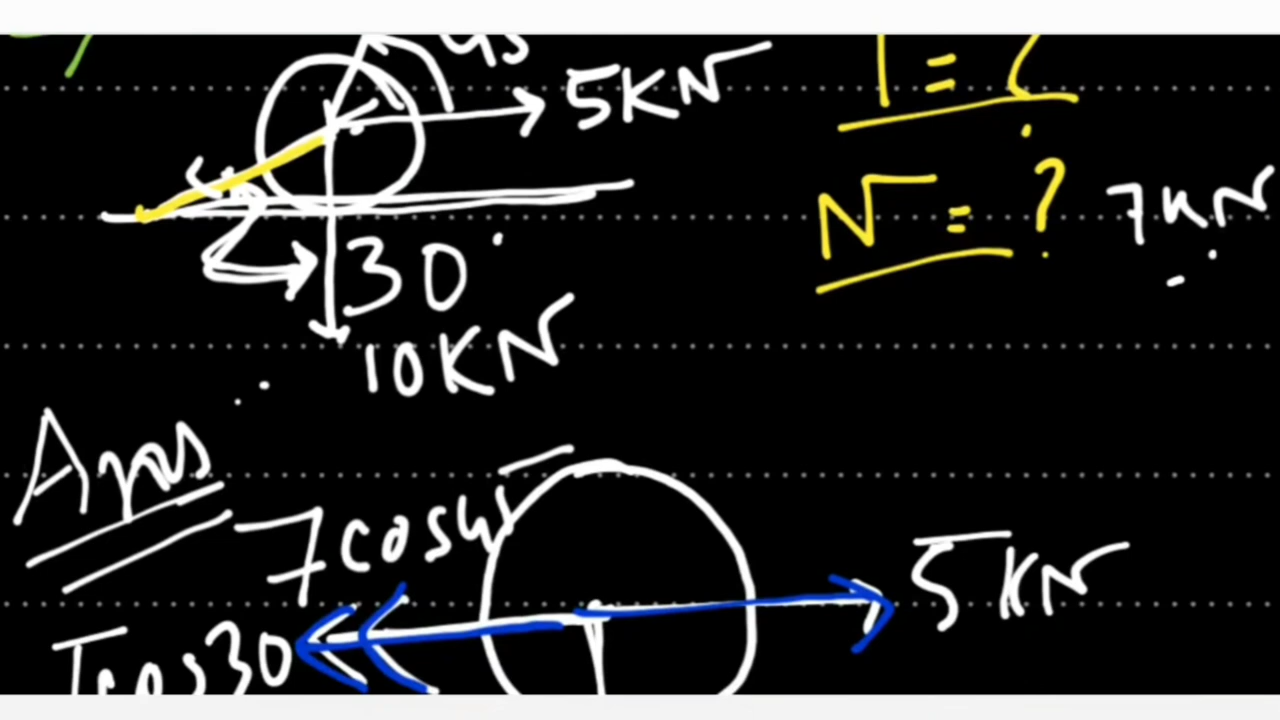 45
5KN
T = ?
N = ? 7KN
30°
10KN
Ans
7cos45
5KN
Tcos30